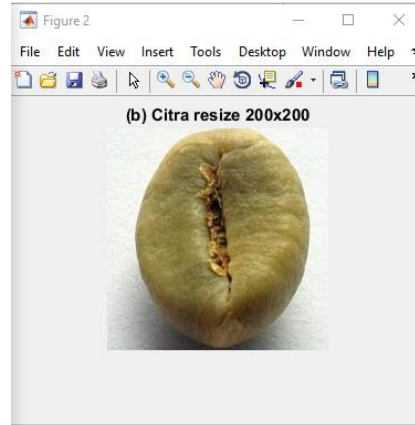 Figure 2
File Edit View Insert Tools Desktop Window Help
(b) Citra resize 200x200